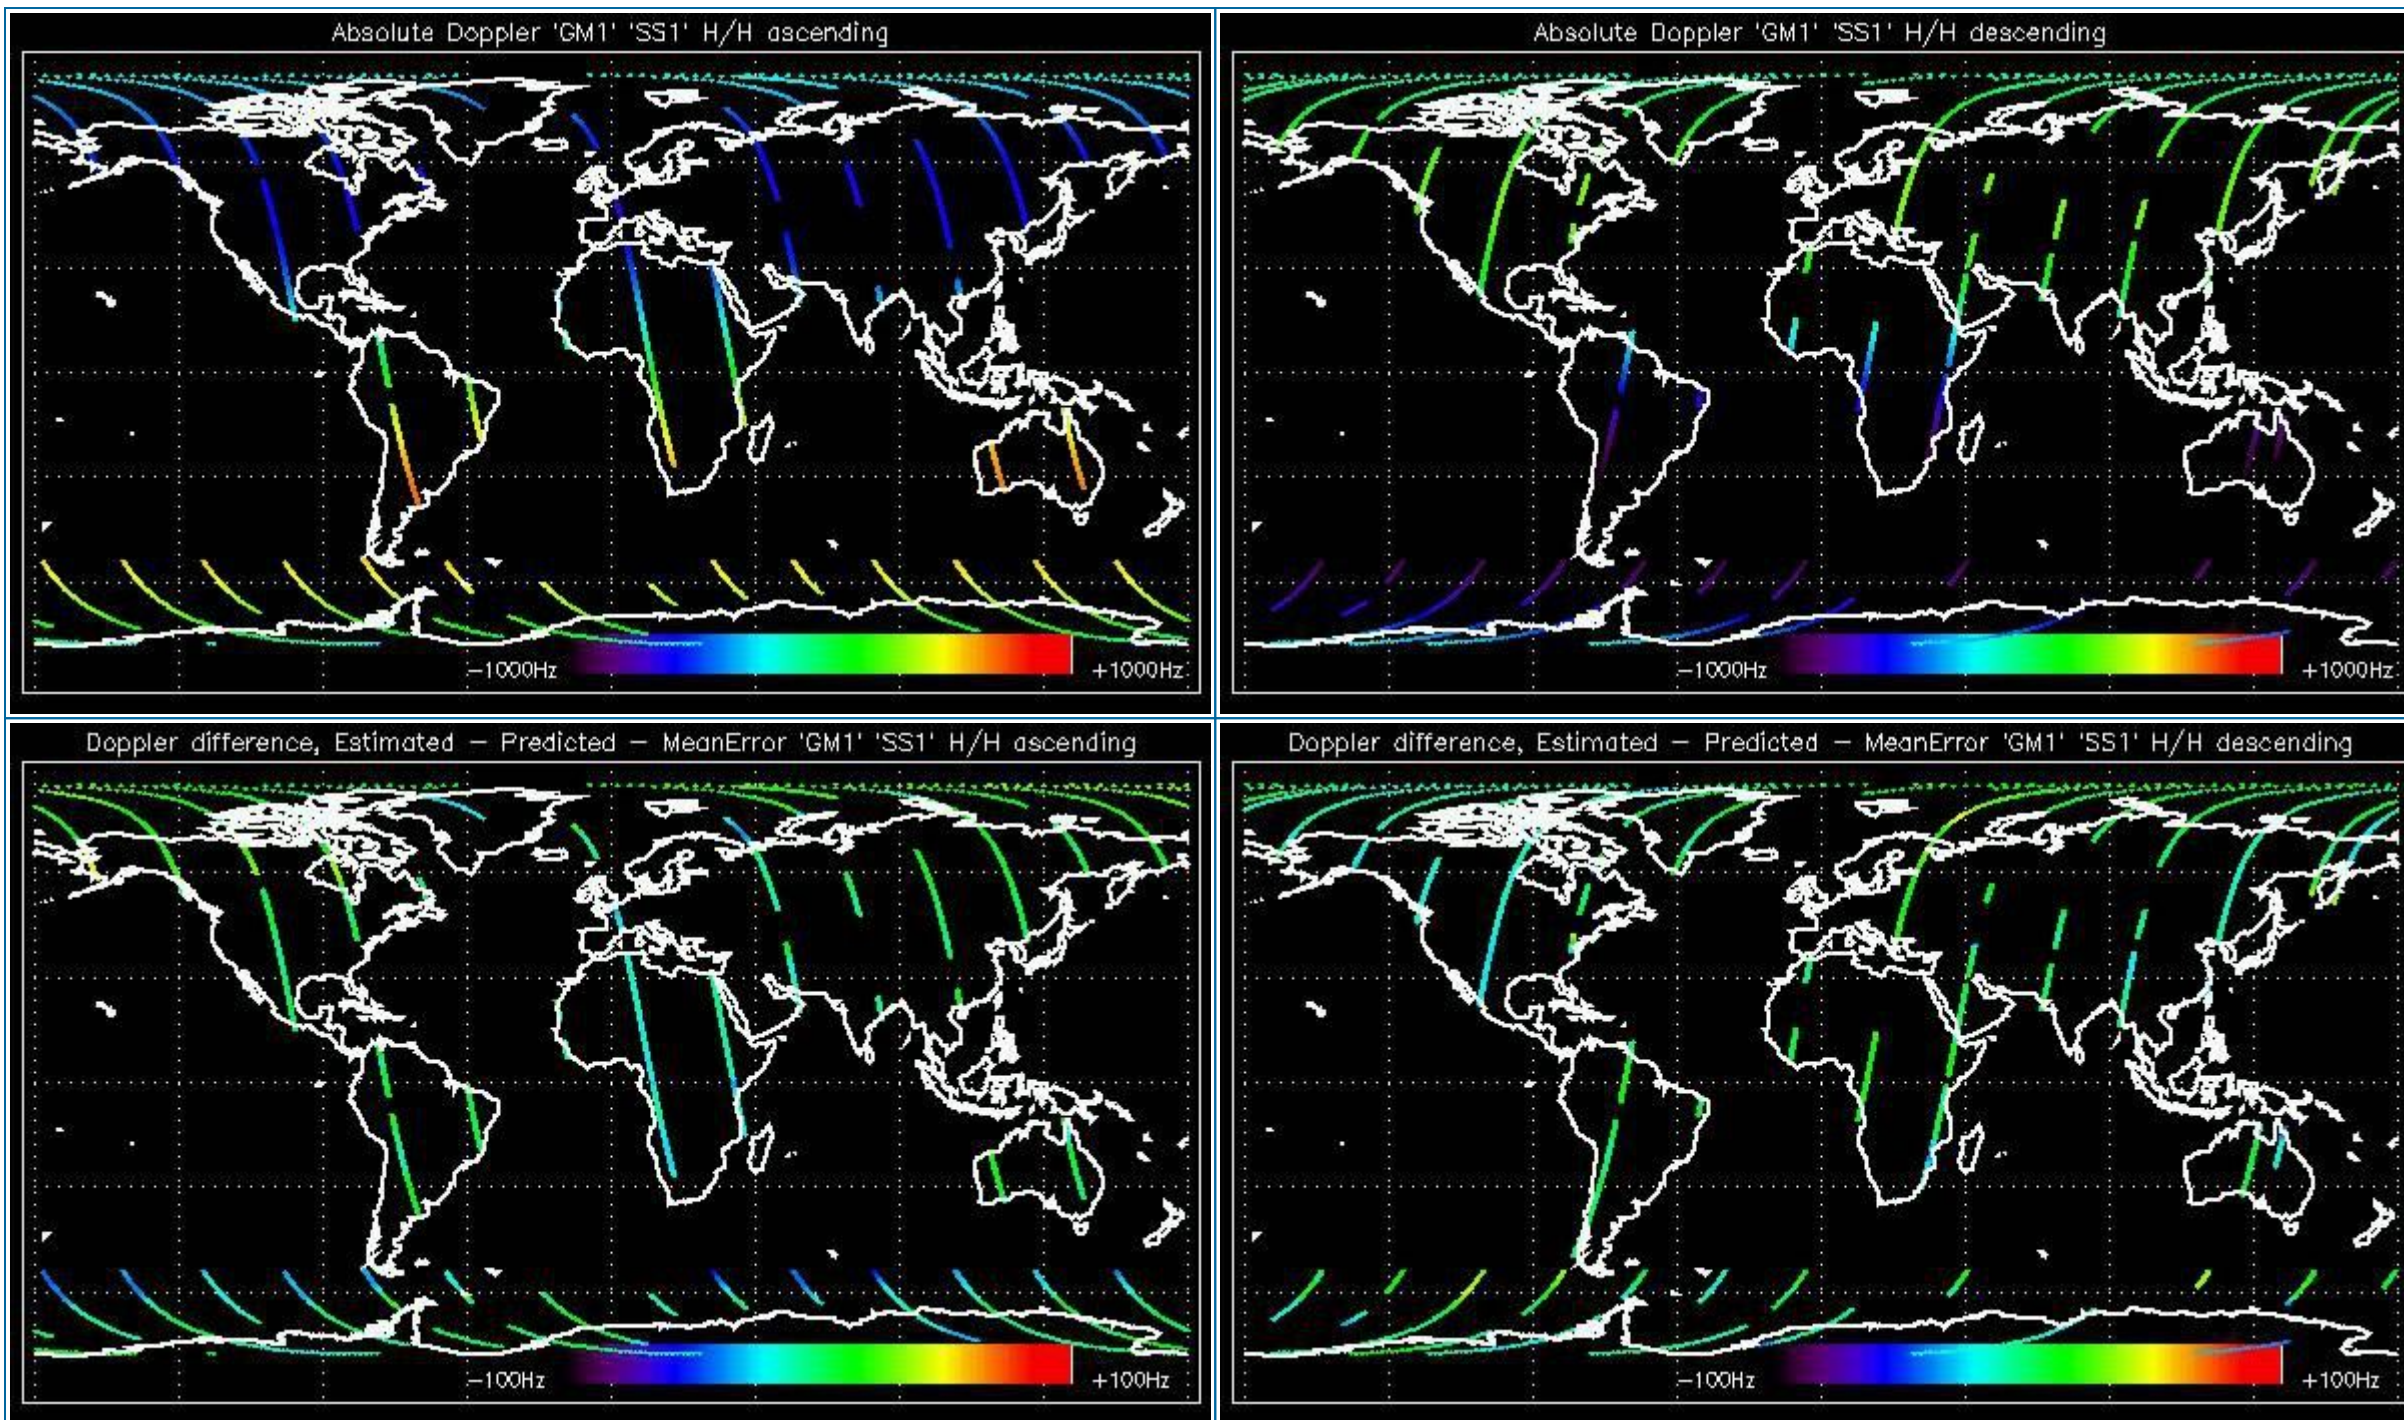 Absolute Doppler 'GM1' 'SS1' H/H ascending
−1000Hz
+1000Hz
Absolute Doppler 'GM1' 'SS1' H/H descending
−1000Hz
+1000Hz
Doppler difference, Estimated − Predicted − MeanError 'GM1' 'SS1' H/H ascending
−100Hz
+100Hz
Doppler difference, Estimated − Predicted − MeanError 'GM1' 'SS1' H/H descending
−100Hz
+100Hz